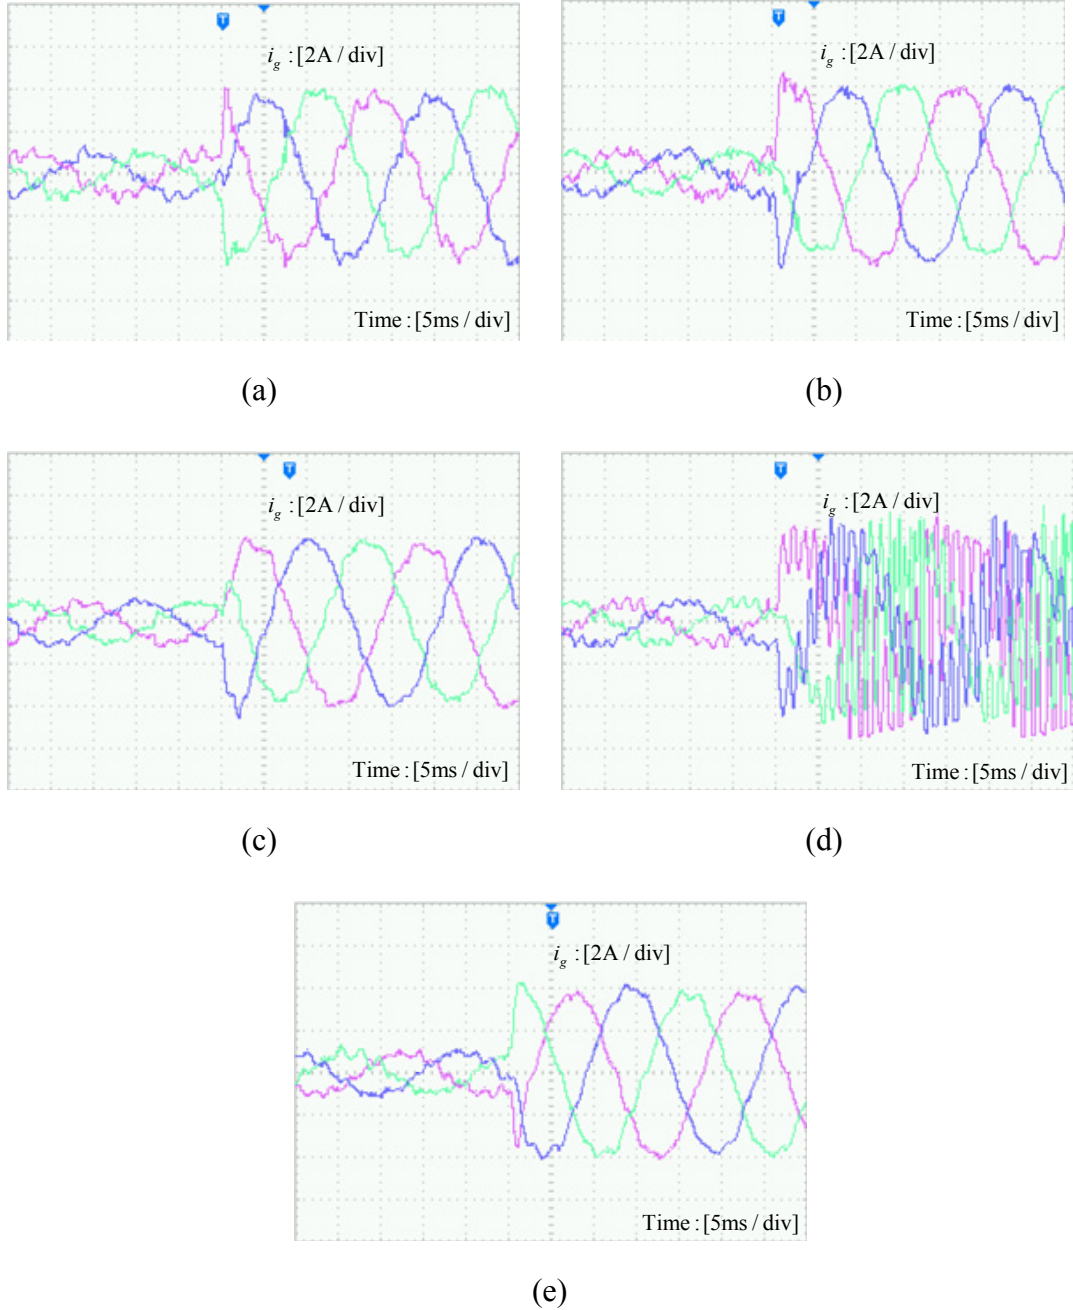 T
i_g : [2A / div]
Time : [5ms / div]
(a)
T
i_g : [2A / div]
Time : [5ms / div]
(b)
T
i_g : [2A / div]
Time : [5ms / div]
(c)
T
i_g : [2A / div]
Time : [5ms / div]
(d)
T
i_g : [2A / div]
Time : [5ms / div]
(e)